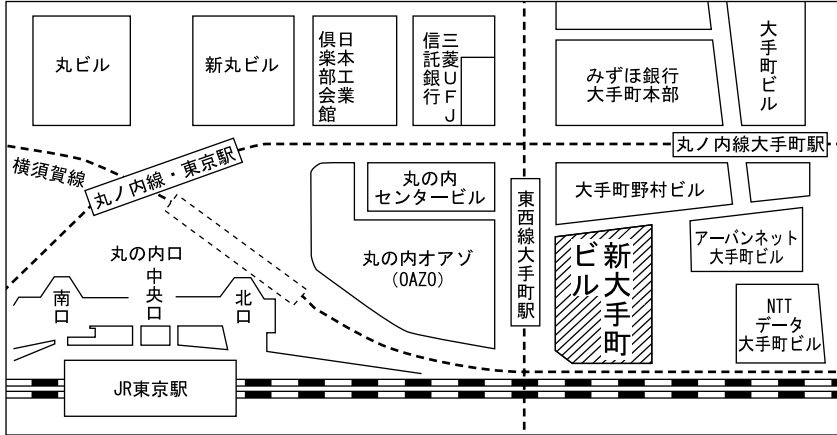 丸ビル
新丸ビル
日本工業
倶楽部会館
三菱UFJ
信託銀行
みずほ銀行
大手町本部
大手町ビル
丸ノ内線大手町駅
横須賀線
丸ノ内線・東京駅
丸の内
センタービル
東西線大手町駅
大手町野村ビル
丸の内オアゾ
(OAZO)
新大手町
ビル
アーバンネット
大手町ビル
丸の内口
南口
中央口
北口
NTT
データ
大手町ビル
JR東京駅